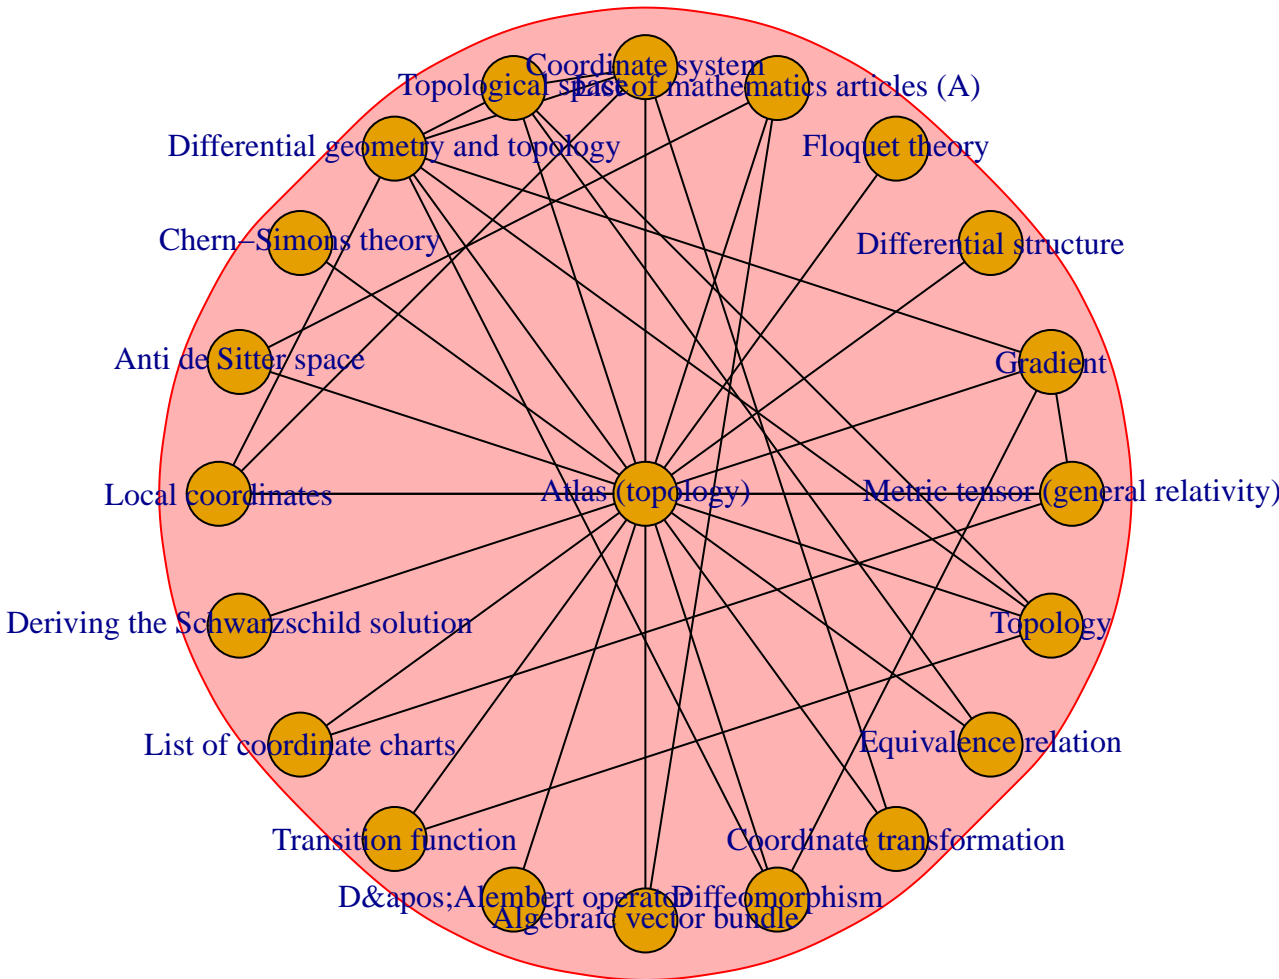 Coordinate system
Topological space
List of mathematics articles (A)
Differential geometry and topology
Floquet theory
Chern–Simons theory
Differential structure
Anti de Sitter space
Gradient
Local coordinates
Atlas (topology)
Metric tensor (general relativity)
Deriving the Schwarzschild solution
Topology
List of coordinate charts
Equivalence relation
Transition function
Coordinate transformation
D&apos;Alembert operator
Diffeomorphism
Algebraic vector bundle